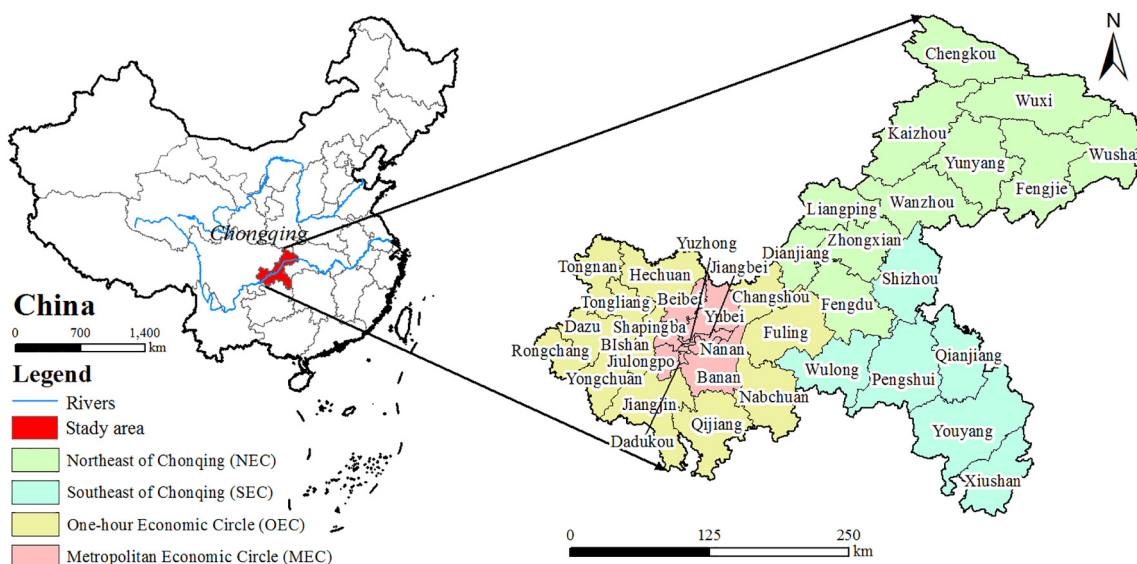 Chongqing
China
0 700 1,400
km
Legend
Rivers
Stady area
Northeast of Chonqing (NEC)
Southeast of Chonqing (SEC)
One-hour Economic Circle (OEC)
Metropolitan Economic Circle (MEC)
N
Chengkou
Wuxi
Kaizhou
Wushai
Yunyang
Fengjie
Wanzhou
Liangping
Zhongxian
Yuzhong
Dianjiang
Jiangbei
Tongnan
Hechuan
Shizhou
Beibei
Changshou
Tongliang
Fengdu
Yubei
Dazu
Shapingba
Fuling
BIshan
Nanan
Rongchang
Jiulongpo
Qianjiang
Wulong
Yongchuan
Banan
Pengshui
Nabchuan
Jiangjin
Qijiang
Youyang
Dadukou
Xiushan
0 125 250
km